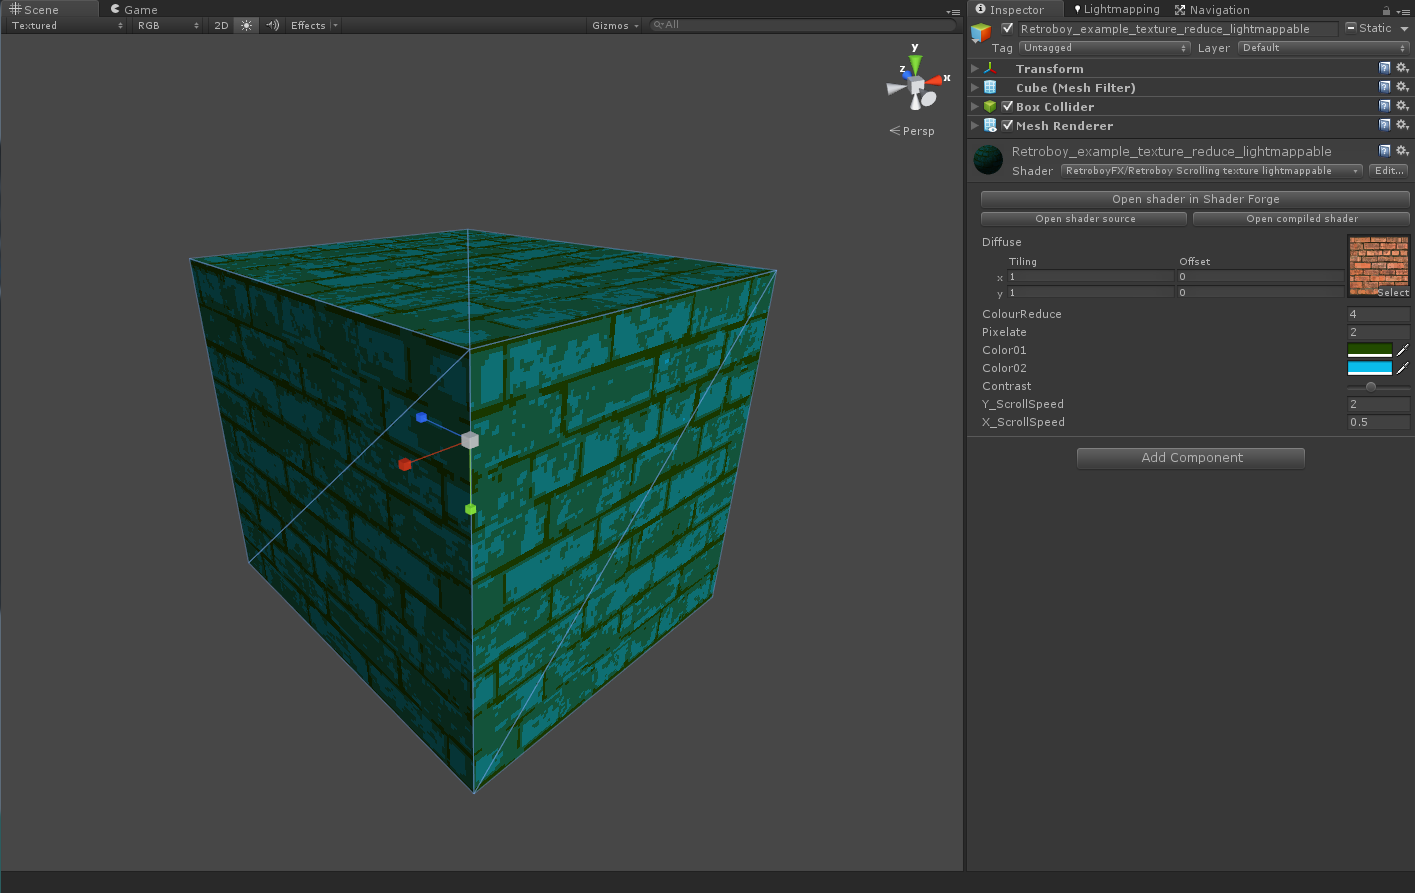 Scene Game
Textured RGB 2D Effects Gizmos All
y
z
x
Persp
Inspector Lightmapping Navigation
Retroboy_example_texture_reduce_lightmappable Static
Tag Untagged Layer Default
Transform
Cube (Mesh Filter)
Box Collider
Mesh Renderer
Retroboy_example_texture_reduce_lightmappable
Shader RetroboyFX/Retroboy Scrolling texture lightmappable Edit...
Open shader in Shader Forge
Open shader source Open compiled shader
Diffuse
Tiling Offset
x 1 0
y 1 0
Select
ColourReduce 4
Pixelate 2
Color01
Color02
Contrast
Y_ScrollSpeed 2
X_ScrollSpeed 0.5
Add Component